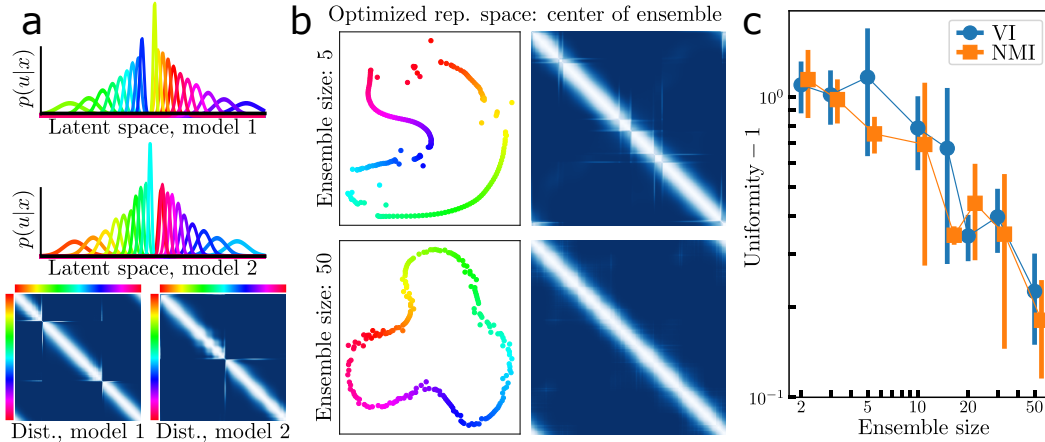 a
p(u|x)
Latent space, model 1
p(u|x)
Latent space, model 2
Dist., model 1
Dist., model 2
b
Optimized rep. space: center of ensemble
Ensemble size: 5
Ensemble size: 50
c
VI
NMI
Uniformity − 1
10⁰
10⁻¹
2
5
10
20
50
Ensemble size